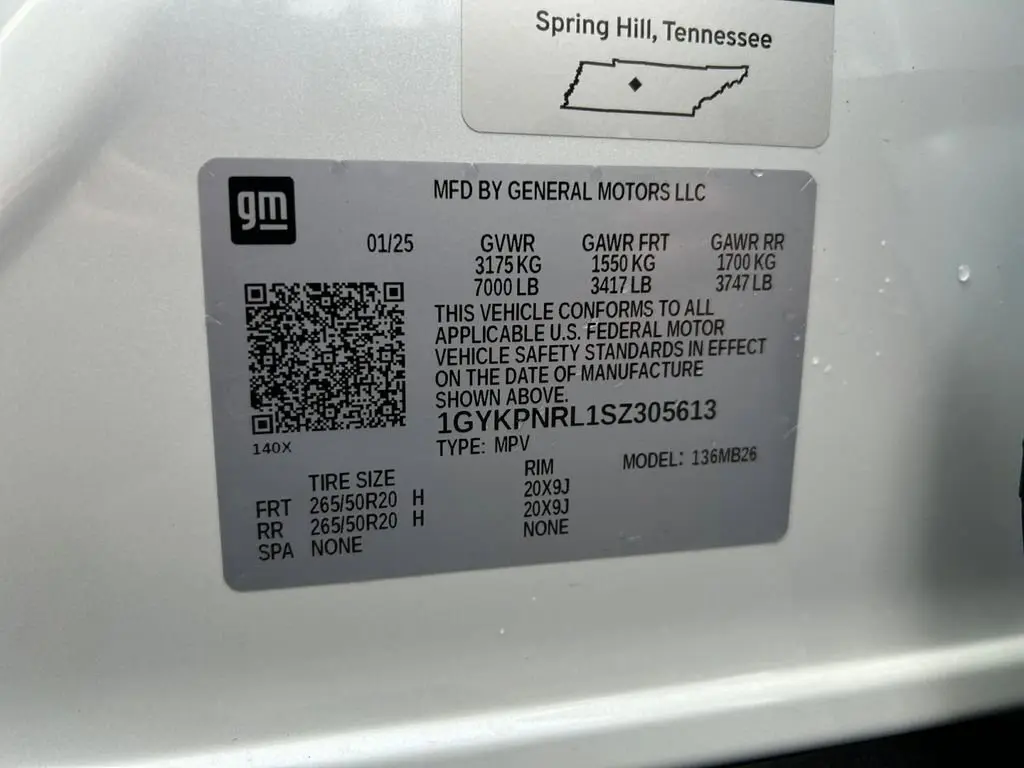 Spring Hill, Tennessee
gm
MFD BY GENERAL MOTORS LLC
01/25 GVWR GAWR FRT GAWR RR
3175 KG 1550 KG 1700 KG
7000 LB 3417 LB 3747 LB
THIS VEHICLE CONFORMS TO ALL
APPLICABLE U.S. FEDERAL MOTOR
VEHICLE SAFETY STANDARDS IN EFFECT
ON THE DATE OF MANUFACTURE
SHOWN ABOVE.
1GYKPNRL1SZ305613
140X
TYPE: MPV
MODEL: 136MB26
TIRE SIZE RIM
FRT 265/50R20 H 20X9J
RR 265/50R20 H 20X9J
SPA NONE NONE